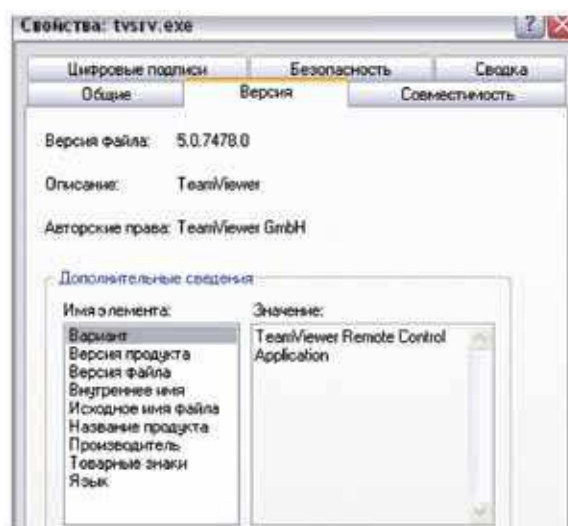 Свойства: tvsrv.exe
Цифровые подписи Безопасность Сводка
Общие Версия Совместимость
Версия файла: 5.0.7478.0
Описание: TeamViewer
Авторские права: TeamViewer GmbH
Дополнительные сведения
Имя элемента: Значение:
Вариант
Версия продукта
Версия файла
Внутреннее имя
Исходное имя файла
Название продукта
Производитель
Товарные знаки
Язык
TeamViewer Remote Control
Application